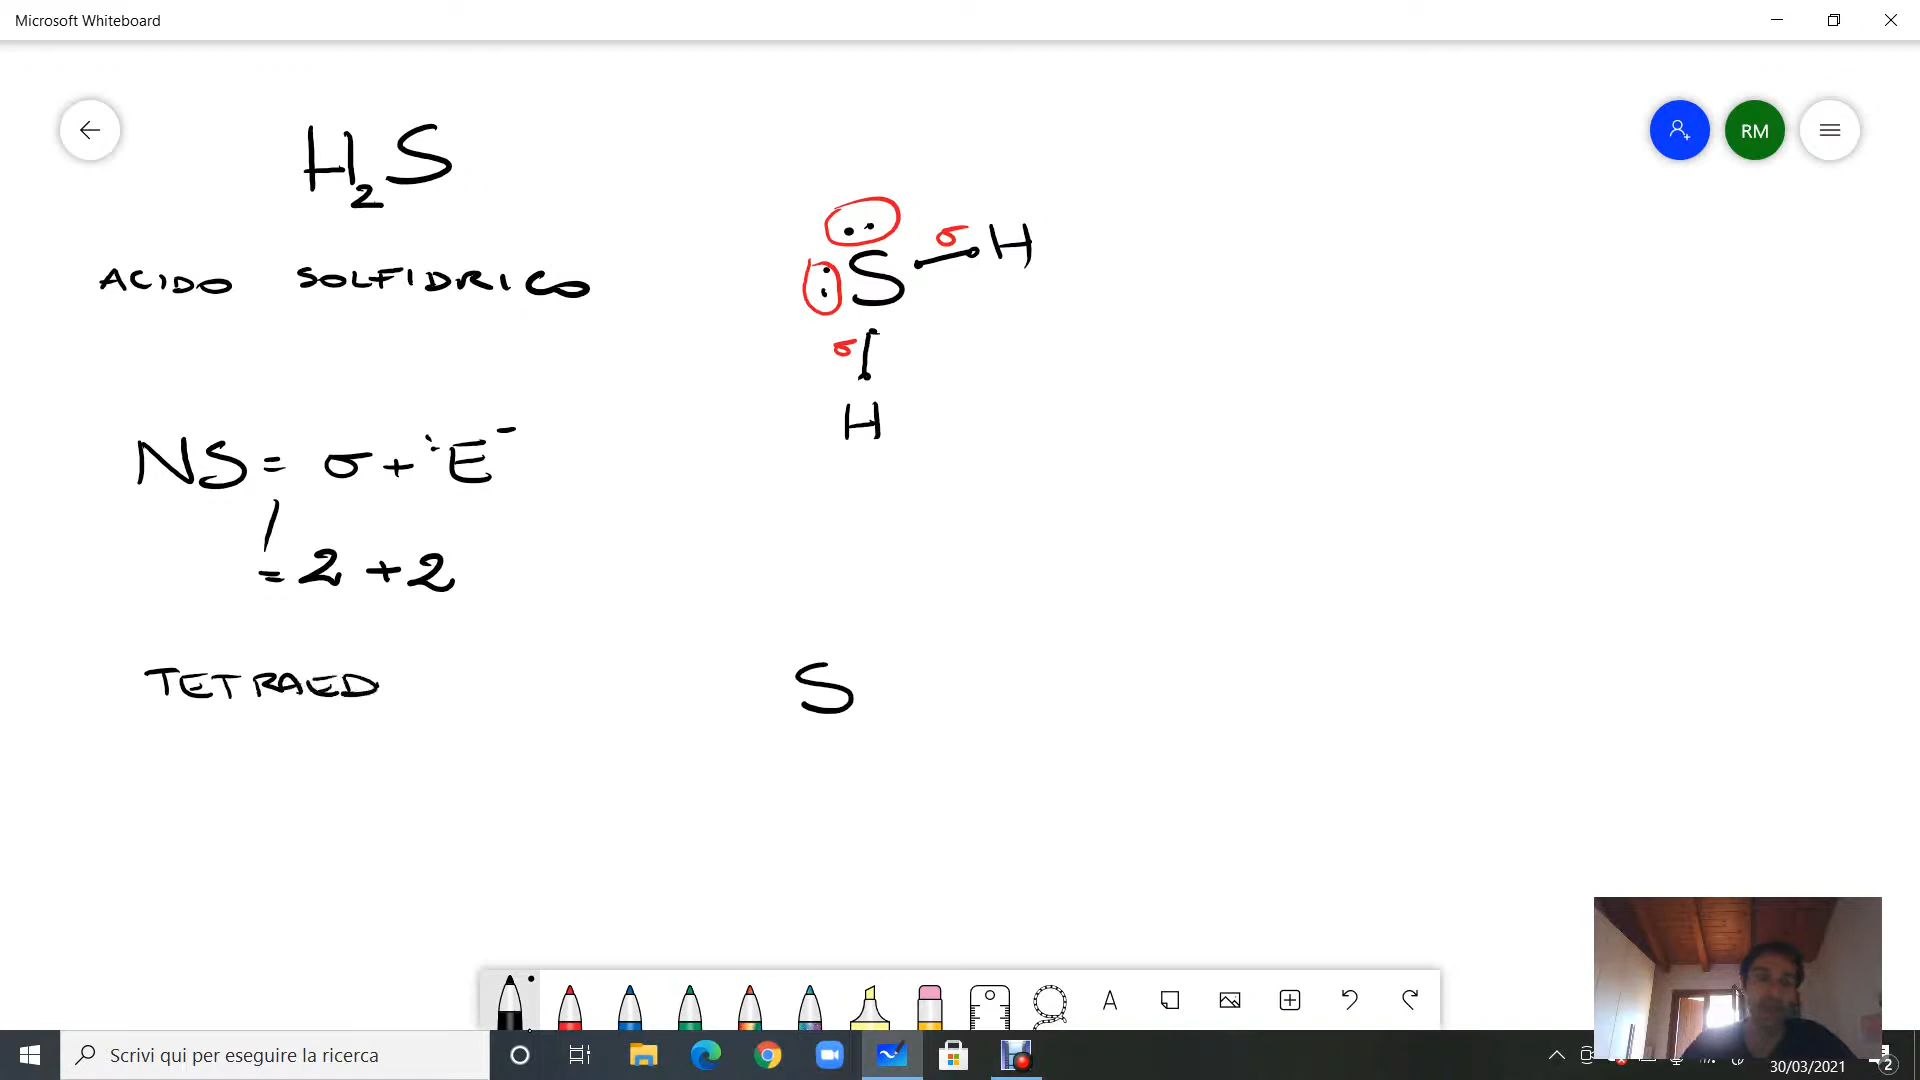 Microsoft Whiteboard
H₂S
RM
ACIDO SOLFIDRICO
S σ H
σ
H
NS = σ + :E⁻
= 2 + 2
TETRAED
S
Scrivi qui per eseguire la ricerca
30/03/2021
2